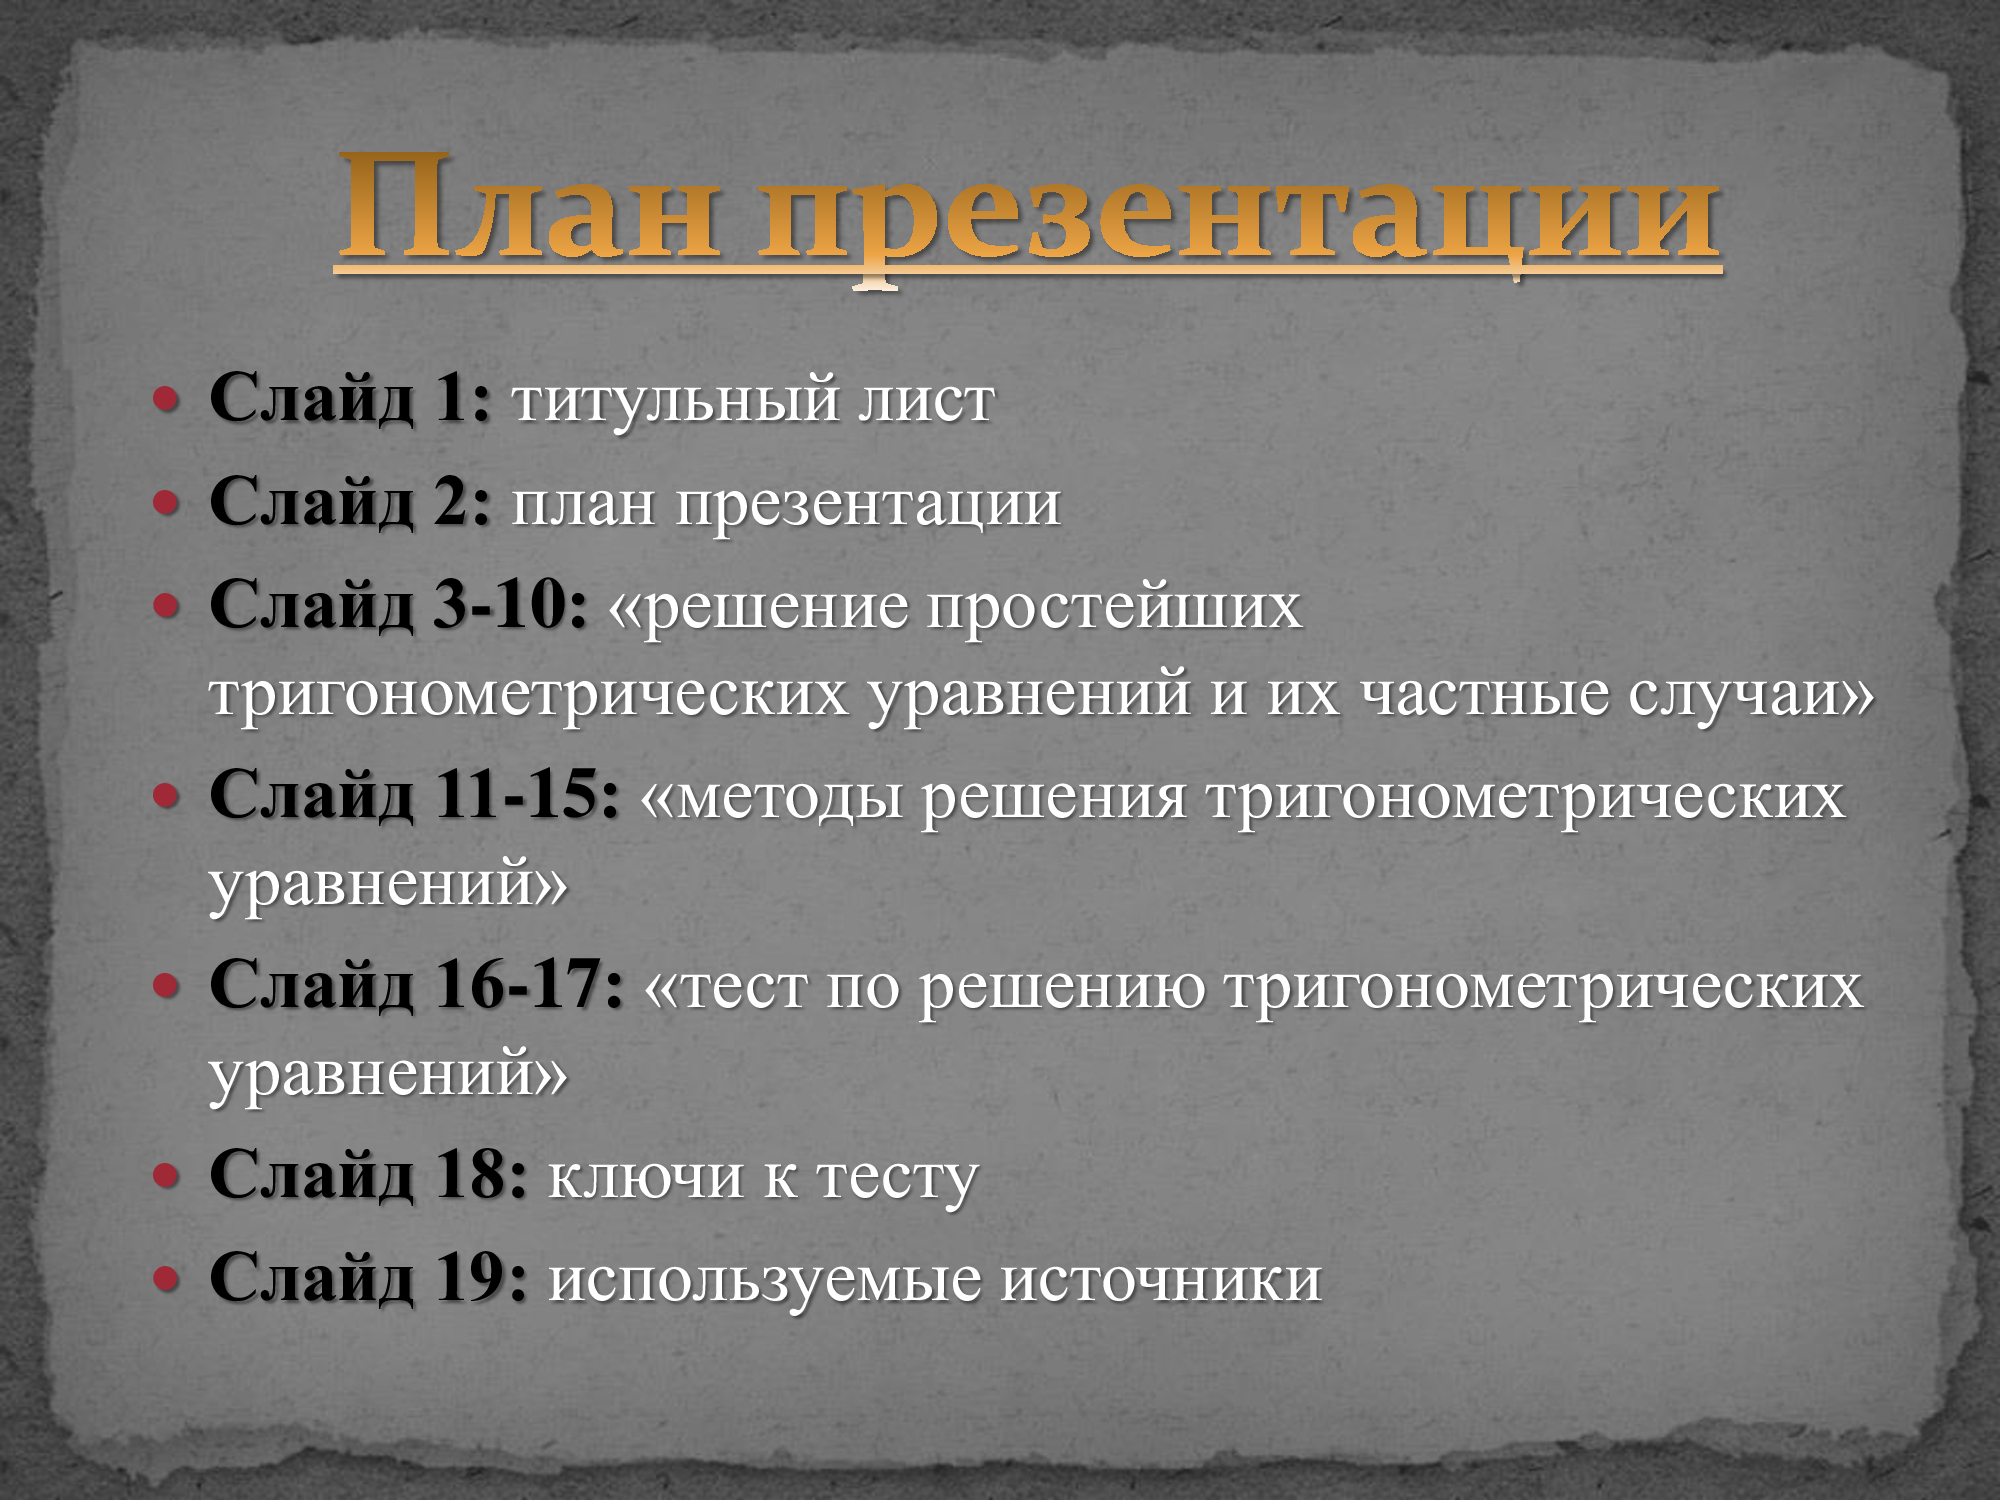 План презентации
Слайд 1: титульный лист
Слайд 2: план презентации
Слайд 3-10: «решение простейших
тригонометрических уравнений и их частные случаи»
Слайд 11-15: «методы решения тригонометрических
уравнений»
Слайд 16-17: «тест по решению тригонометрических
уравнений»
Слайд 18: ключи к тесту
Слайд 19: используемые источники